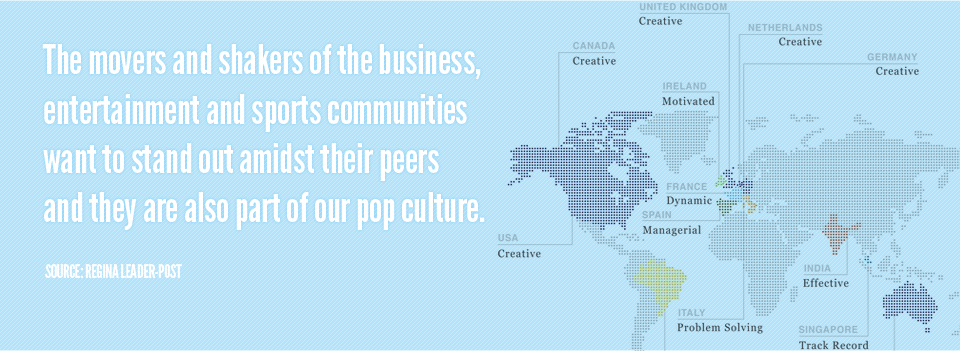 The movers and shakers of the business,
entertainment and sports communities
want to stand out amidst their peers
and they are also part of our pop culture.
SOURCE: REGINA LEADER-POST
UNITED KINGDOM
Creative
NETHERLANDS
Creative
CANADA
Creative
GERMANY
Creative
IRELAND
Motivated
FRANCE
Dynamic
SPAIN
Managerial
USA
Creative
INDIA
Effective
ITALY
Problem Solving
SINGAPORE
Track Record